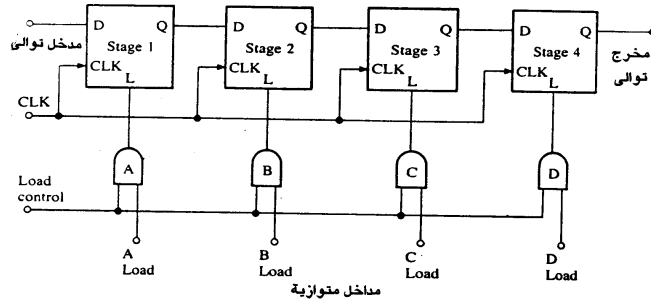 D Q D Q D Q D Q
Stage 1 Stage 2 Stage 3 Stage 4
مدخل توالى
CLK CLK CLK CLK
L L L L
مخرج
توالى
CLK
A B C D
Load
control
A B C D
Load Load Load Load
مداخل متوازية